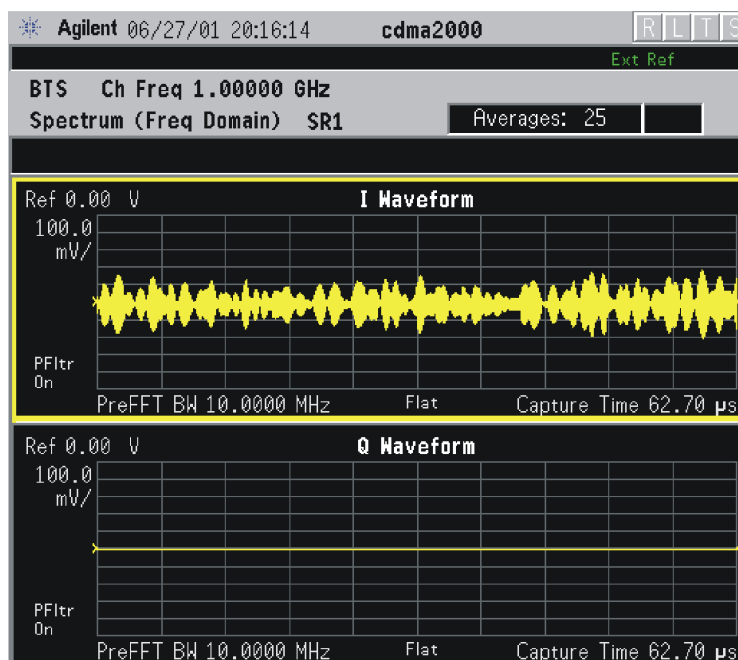 Agilent 06/27/01 20:16:14 cdma2000 R L T S
Ext Ref
BTS Ch Freq 1.00000 GHz
Spectrum (Freq Domain) SR1 Averages: 25
Ref 0.00 V I Waveform
100.0
mV/
PFltr
On
PreFFT BW 10.0000 MHz Flat Capture Time 62.70 µs
Ref 0.00 V Q Waveform
100.0
mV/
PFltr
On
PreFFT BW 10.0000 MHz Flat Capture Time 62.70 µs